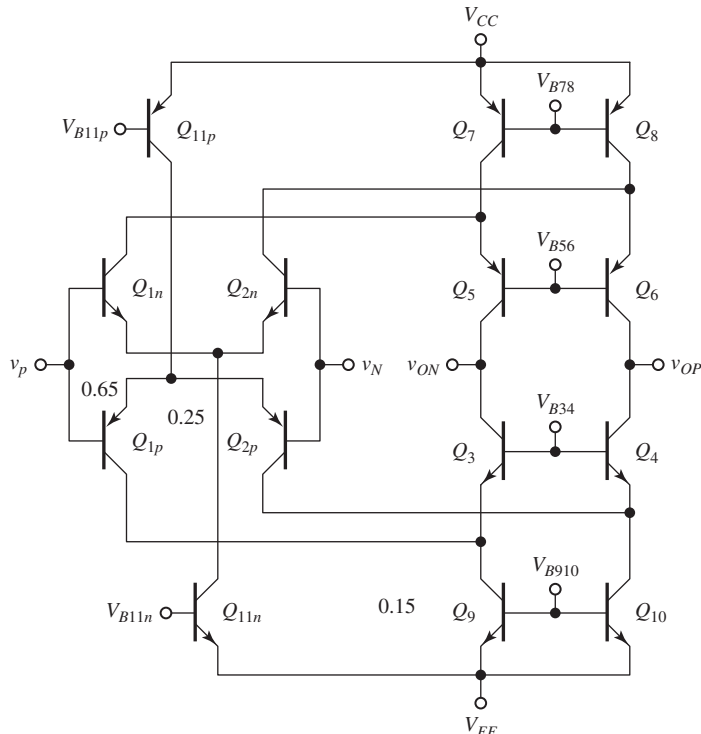 V_CC
V_B11p
Q_11p
V_B78
Q_7
Q_8
V_B56
Q_1n
Q_2n
Q_5
Q_6
v_p
v_N
v_ON
v_OP
0.65
0.25
V_B34
Q_1p
Q_2p
Q_3
Q_4
V_B910
V_B11n
Q_11n
0.15
Q_9
Q_10
V_EE